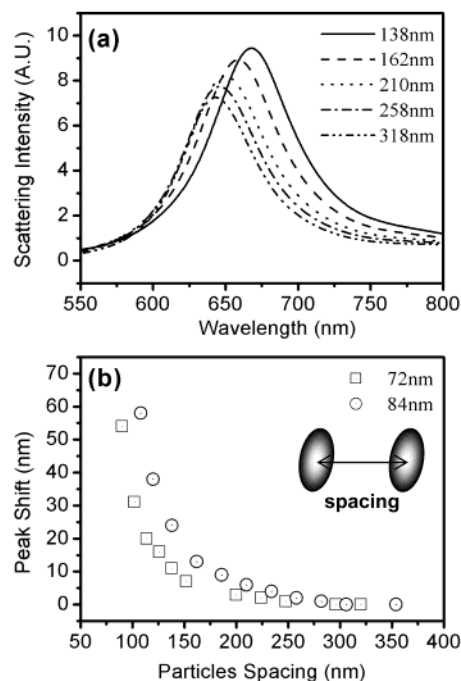 (a)
138nm
162nm
210nm
258nm
318nm
Scattering Intensity (A.U.)
10
8
6
4
2
0
550 600 650 700 750 800
Wavelength (nm)
(b)
72nm
84nm
spacing
Peak Shift (nm)
70
60
50
40
30
20
10
0
50 100 150 200 250 300 350 400
Particles Spacing (nm)